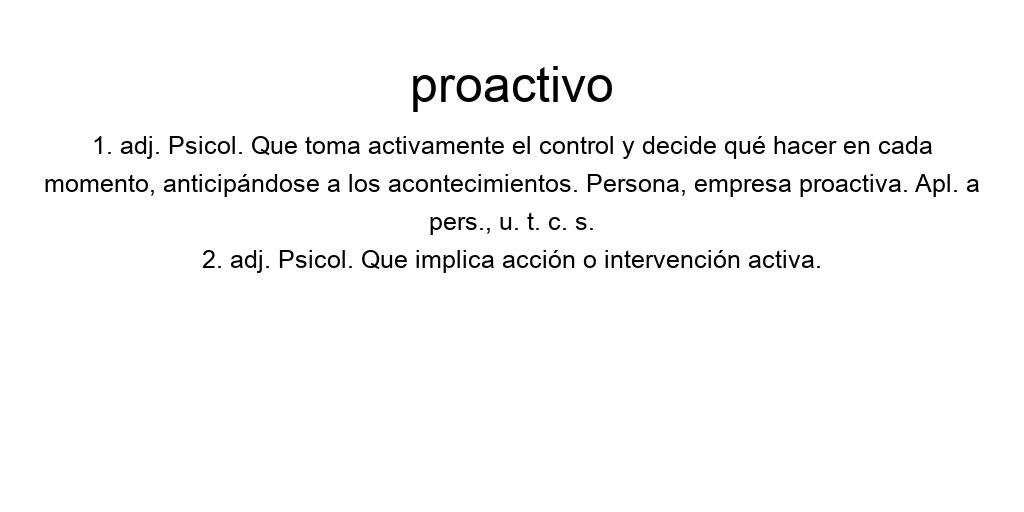 proactivo
1. adj. Psicol. Que toma activamente el control y decide qué hacer en cada
momento, anticipándose a los acontecimientos. Persona, empresa proactiva. Apl. a
pers., u. t. c. s.
2. adj. Psicol. Que implica acción o intervención activa.